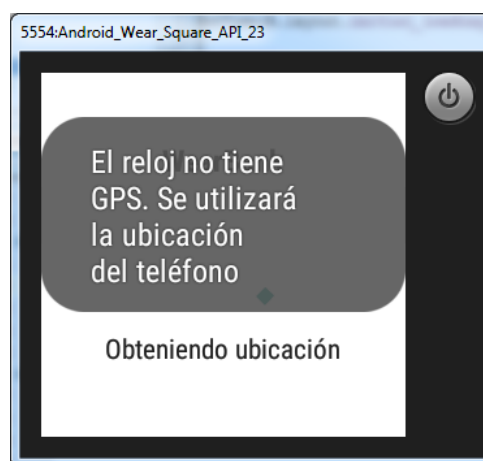 5554:Android_Wear_Square_API_23
El reloj no tiene
GPS. Se utilizará
la ubicación
del teléfono
Obteniendo ubicación